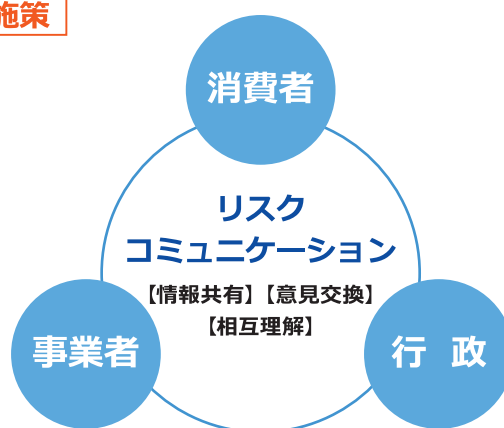 施策
消費者
リスク
コミュニケーション
【情報共有】【意見交換】
【相互理解】
事業者
行 政